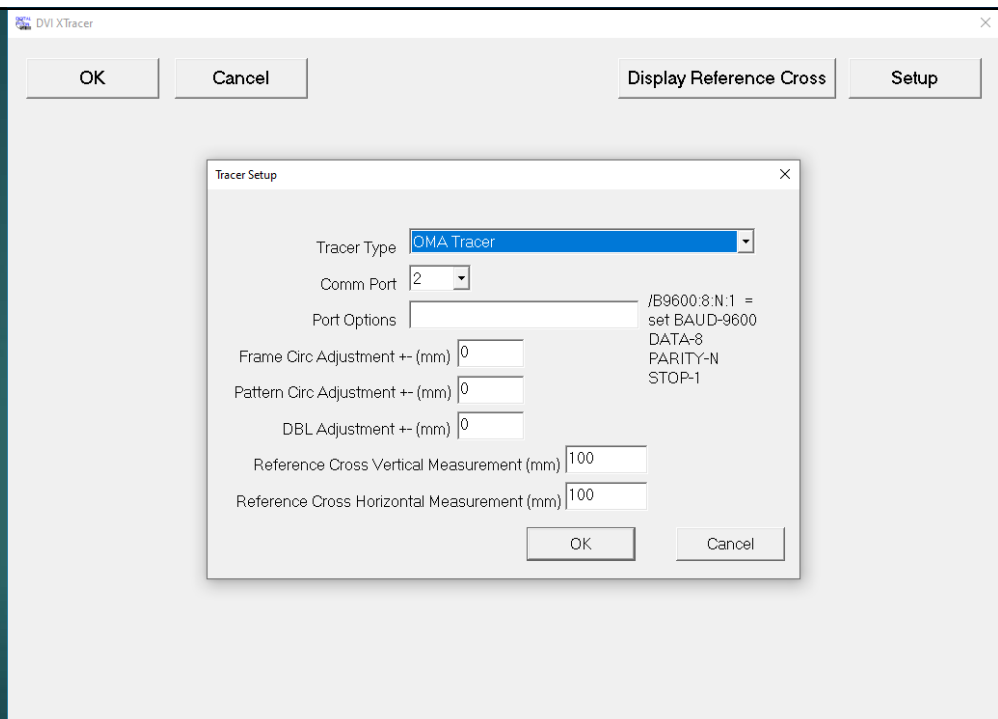 DVI XTracer
OK
Cancel
Display Reference Cross
Setup
Tracer Setup
Tracer Type
OMA Tracer
Comm Port
2
Port Options
/B9600:8:N:1 =
set BAUD-9600
DATA-8
PARITY-N
STOP-1
Frame Circ Adjustment +- (mm)
0
Pattern Circ Adjustment +- (mm)
0
DBL Adjustment +- (mm)
0
Reference Cross Vertical Measurement (mm)
100
Reference Cross Horizontal Measurement (mm)
100
OK
Cancel